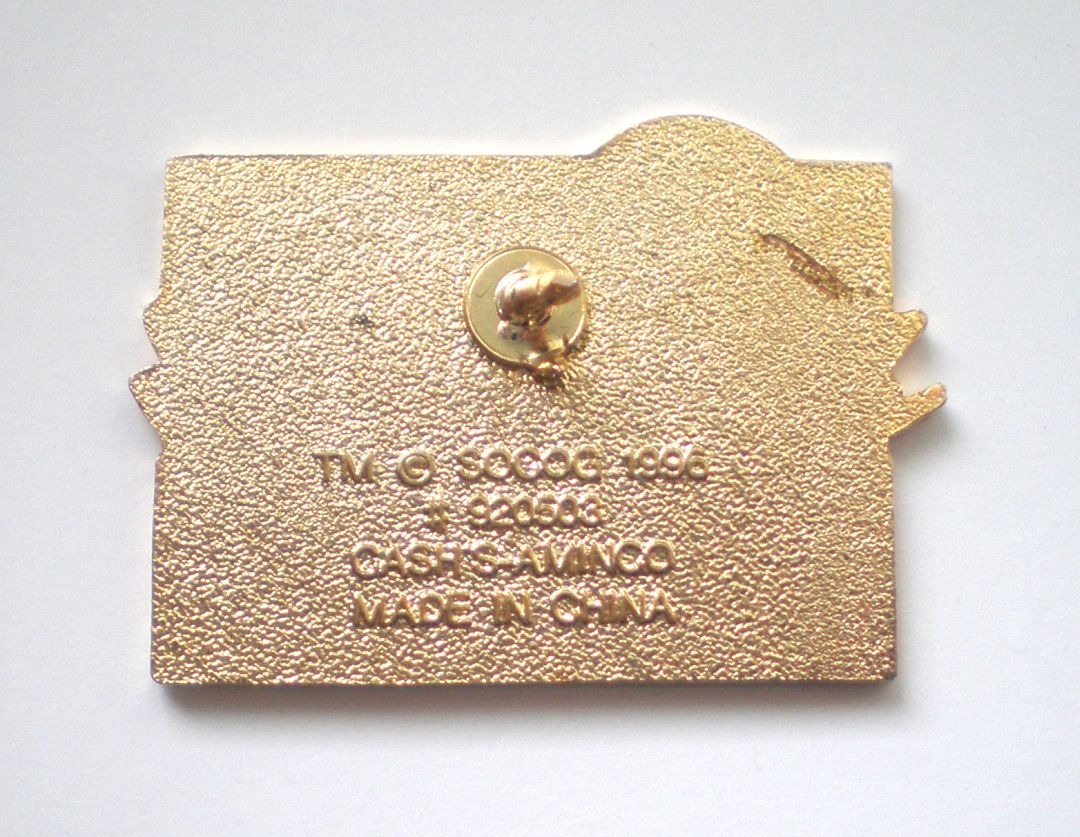 TM © SOCOG 1996
# 920583
CASH'S-AMINCO
MADE IN CHINA